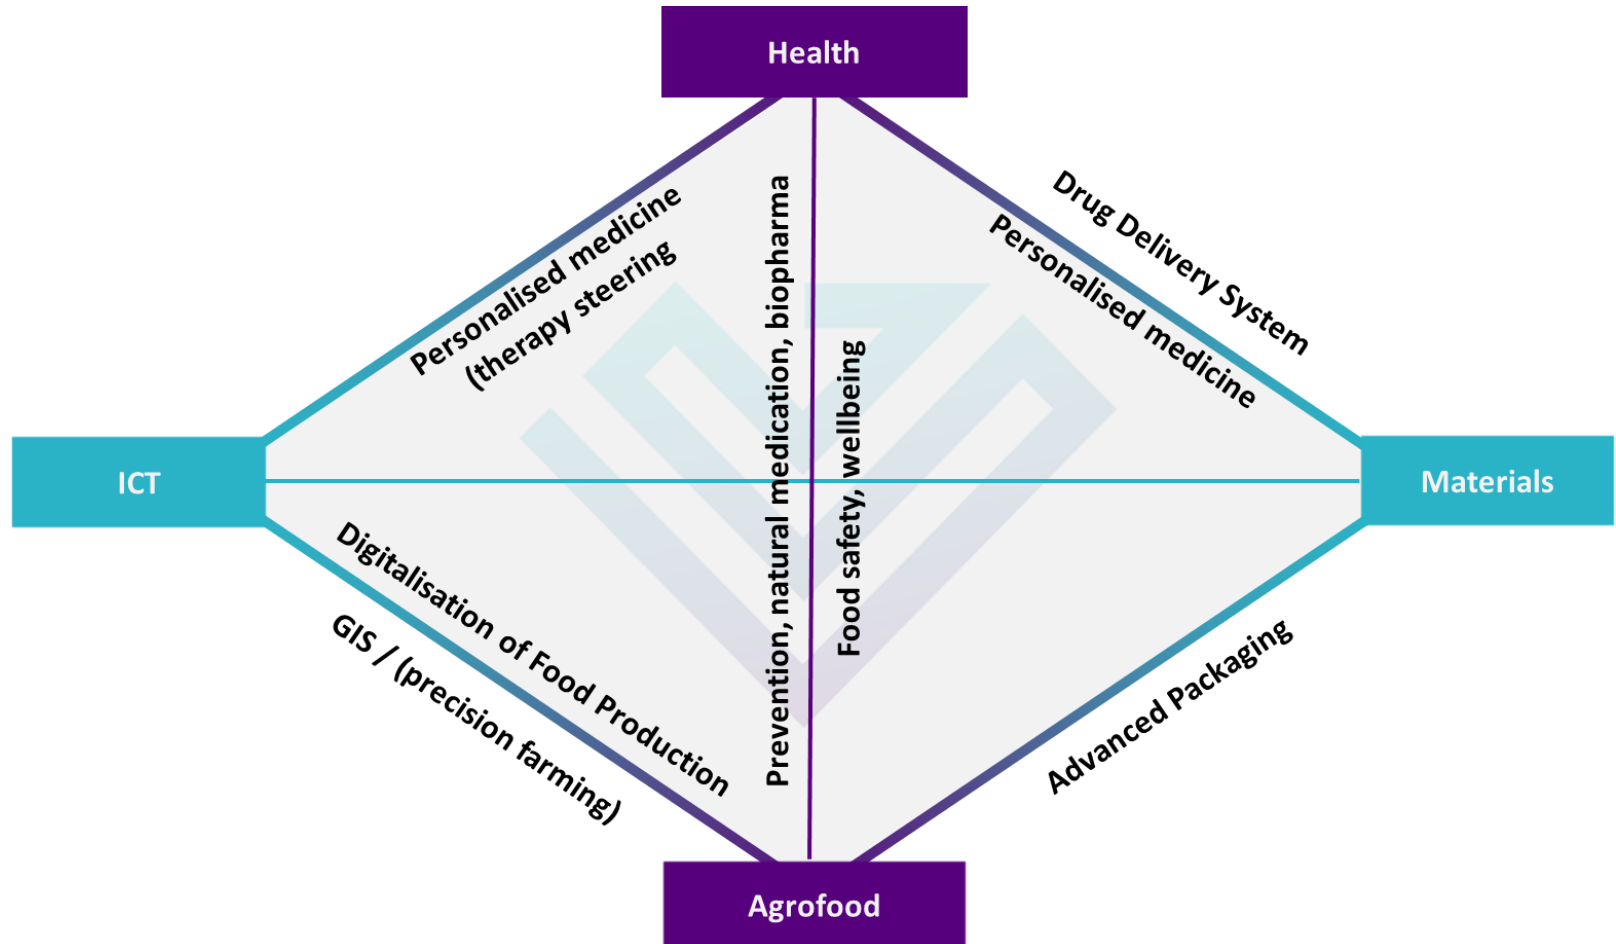 Health
Drug Delivery System
Personalised medicine
Personalised medicine
(therapy steering
Prevention, natural medication, biopharma
Food safety, wellbeing
ICT
Materials
Digitalisation of Food Production
GIS / (precision farming)
Advanced Packaging
Agrofood